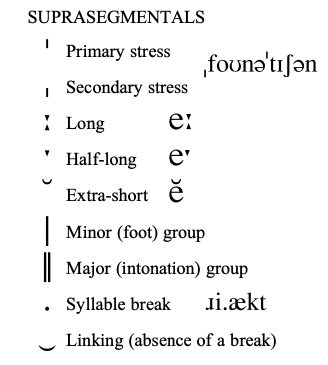 SUPRASEGMENTALS
ˈ Primary stress ˌfoʊnəˈtɪʃən
ˌ Secondary stress
ː Long eː
ˑ Half-long eˑ
˘ Extra-short ĕ
| Minor (foot) group
‖ Major (intonation) group
. Syllable break ɹi.ækt
‿ Linking (absence of a break)